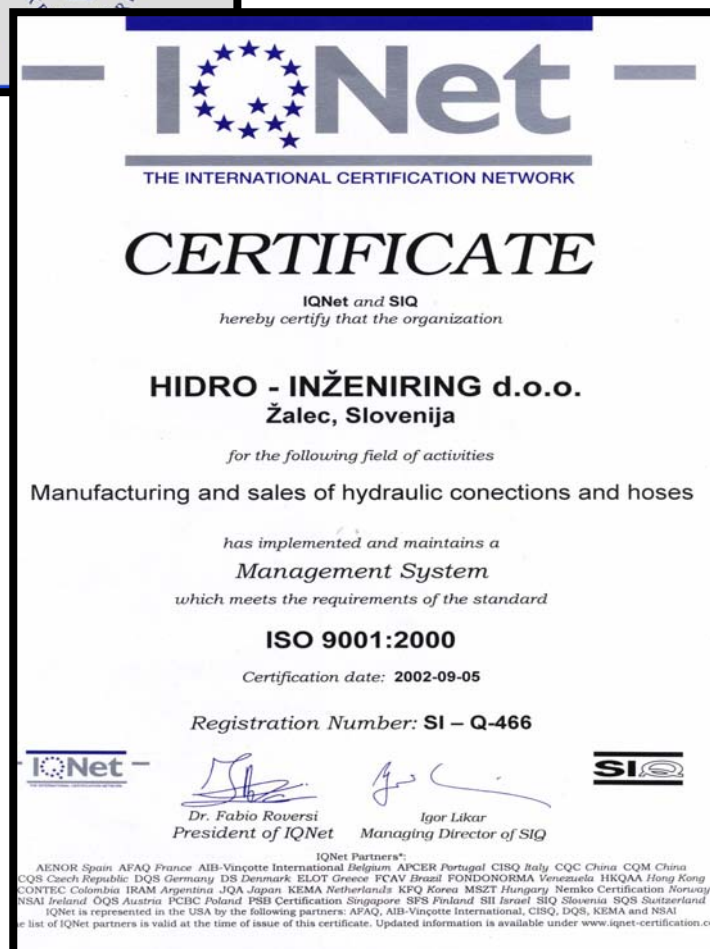 IQNet
THE INTERNATIONAL CERTIFICATION NETWORK
CERTIFICATE
IQNet and SIQ
hereby certify that the organization
HIDRO - INŽENIRING d.o.o.
Žalec, Slovenija
for the following field of activities
Manufacturing and sales of hydraulic conections and hoses
has implemented and maintains a
Management System
which meets the requirements of the standard
ISO 9001:2000
Certification date: 2002-09-05
Registration Number: SI – Q-466
IQNet
SIQ
Dr. Fabio Roversi
President of IQNet
Igor Likar
Managing Director of SIQ
IQNet Partners*:
AENOR Spain AFAQ France AIB-Vinçotte International Belgium APCER Portugal CISQ Italy CQC China CQM China
CQS Czech Republic DQS Germany DS Denmark ELOT Greece FCAV Brazil FONDONORMA Venezuela HKQAA Hong Kong
CONTEC Colombia IRAM Argentina JQA Japan KEMA Netherlands KFQ Korea MSZT Hungary Nemko Certification Norway
NSAI Ireland ÖQS Austria PCBC Poland PSB Certification Singapore SFS Finland SII Israel SIQ Slovenia SQS Switzerland
IQNet is represented in the USA by the following partners: AFAQ, AIB-Vinçotte International, CISQ, DQS, KEMA and NSAI
list of IQNet partners is valid at the time of issue of this certificate. Updated information is available under www.iqnet-certification.co